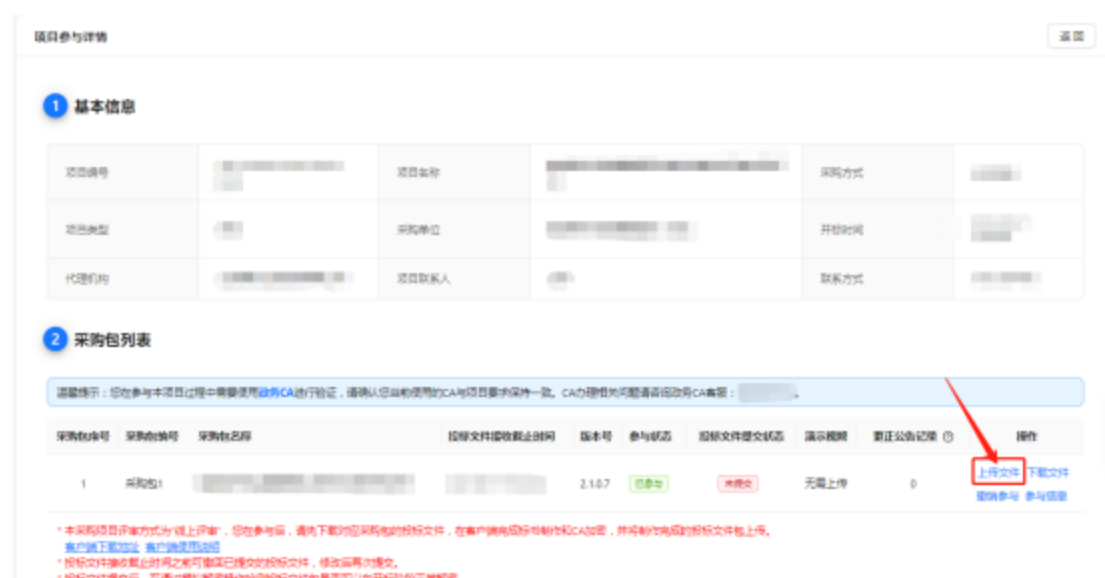 项目参与详情
返回
1 基本信息
项目编号 项目名称 采购方式
项目类型 采购单位 开标时间
代理机构 项目联系人 联系方式
2 采购包列表
温馨提示：您在参与本项目过程中需要使用政务CA进行验证，请确认您当前使用的CA与项目要求保持一致。CA办理相关问题请咨询政务CA客服：
采购包序号 采购包编号 采购包名称 投标文件接收截止时间 版本号 参与状态 投标文件提交状态 演示视频 更正公告记录 操作
1 采购包1 2.1.0.7 已参与 未提交 无需上传 0 上传文件 下载文件
撤销参与 参与信息
* 本采购项目评审方式为“线上评审”，您在参与后，请先下载对应采购包的投标文件，在客户端完成标书制作和CA加密，并将制作完成的投标文件包上传。
客户端下载地址 客户端使用说明
* 投标文件接收截止时间之前可撤回已提交的投标文件，修改后再次提交。